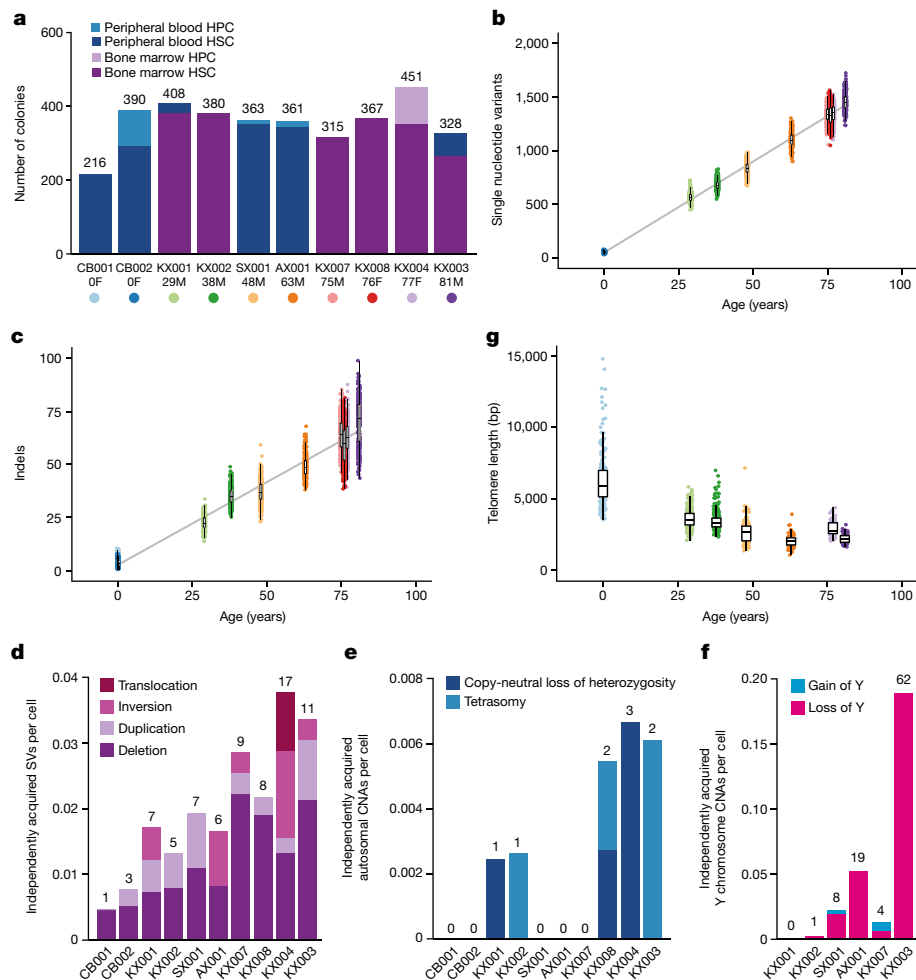 a
Peripheral blood HPC
Peripheral blood HSC
Bone marrow HPC
Bone marrow HSC
Number of colonies
600
400
200
0
216
390
408
380
363
361
315
367
451
328
CB001 CB002 KX001 KX002 SX001 AX001 KX007 KX008 KX004 KX003
0F 0F 29M 38M 48M 63M 75M 76F 77F 81M
b
Single nucleotide variants
2,000
1,500
1,000
500
0
0 25 50 75 100
Age (years)
c
Indels
100
75
50
25
0
0 25 50 75 100
Age (years)
g
Telomere length (bp)
15,000
10,000
5,000
0
0 25 50 75 100
Age (years)
d
Independently acquired SVs per cell
Translocation
Inversion
Duplication
Deletion
0.04
0.03
0.02
0.01
0
1
3
7
5
7
6
9
8
17
11
CB001 CB002 KX001 KX002 SX001 AX001 KX007 KX008 KX004 KX003
e
Independently acquired
autosomal CNAs per cell
Copy-neutral loss of heterozygosity
Tetrasomy
0.008
0.006
0.004
0.002
0
0 0 1 1 0 0 0 2 3 2
CB001 CB002 KX001 KX002 SX001 AX001 KX007 KX008 KX004 KX003
f
Independently acquired
Y chromosome CNAs per cell
Gain of Y
Loss of Y
0.20
0.15
0.10
0.05
0
0 1 8 19 4 62
KX001 KX002 SX001 AX001 KX007 KX003